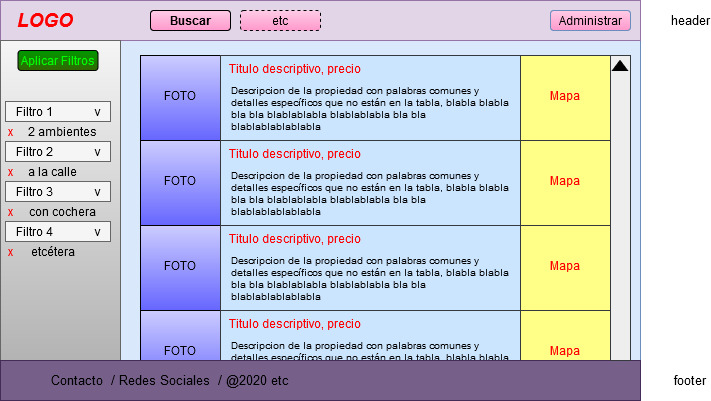 LOGO
Buscar
etc
Administrar
header
Aplicar Filtros
Filtro 1 v
x 2 ambientes
Filtro 2 v
x a la calle
Filtro 3 v
x con cochera
Filtro 4 v
x etcétera
FOTO
Titulo descriptivo, precio
Descripcion de la propiedad con palabras comunes y
detalles específicos que no están en la tabla, blabla blabla
bla bla blablablabla blablablabla bla bla
blablablablablabla
Mapa
FOTO
Titulo descriptivo, precio
Descripcion de la propiedad con palabras comunes y
detalles específicos que no están en la tabla, blabla blabla
bla bla blablablabla blablablabla bla bla
blablablablablabla
Mapa
FOTO
Titulo descriptivo, precio
Descripcion de la propiedad con palabras comunes y
detalles específicos que no están en la tabla, blabla blabla
bla bla blablablabla blablablabla bla bla
blablablablablabla
Mapa
FOTO
Titulo descriptivo, precio
Descripcion de la propiedad con palabras comunes y
detalles específicos que no están en la tabla, blabla blabla
Mapa
Contacto / Redes Sociales / @2020 etc
footer